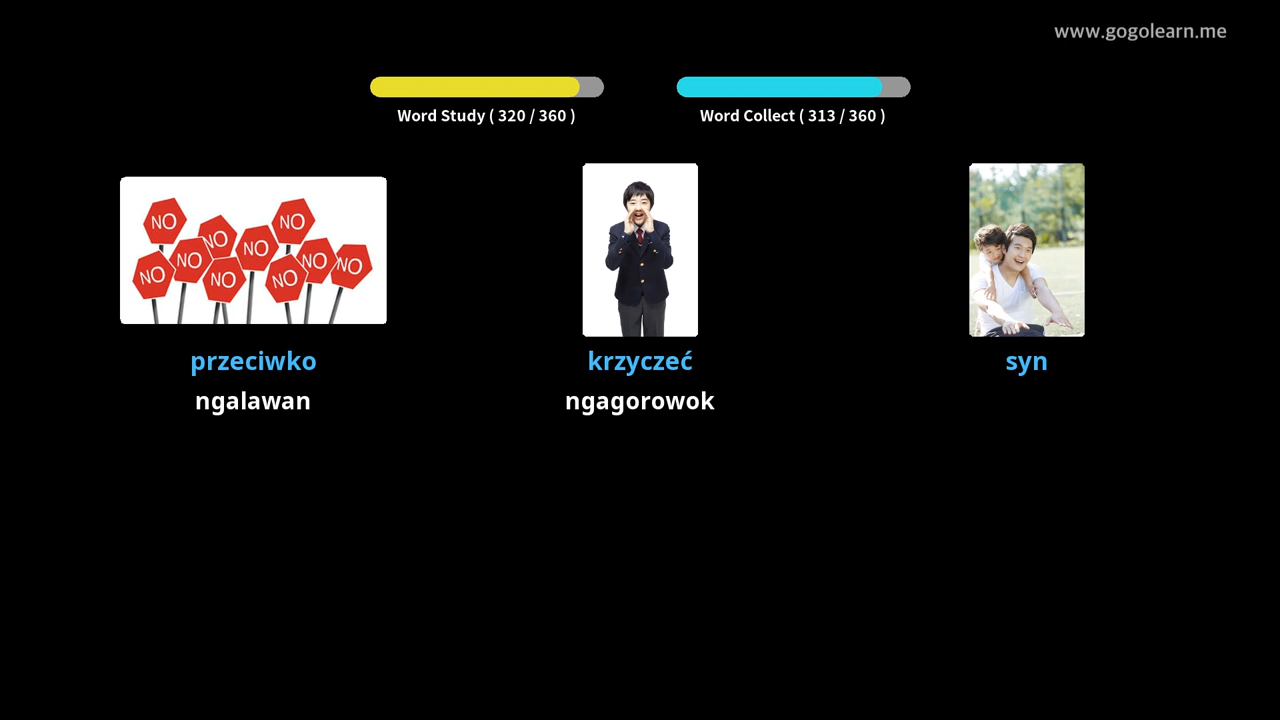 www.gogolearn.me
Word Study ( 320 / 360 )
Word Collect ( 313 / 360 )
NO
NO
NO
NO
NO
NO
NO
NO
NO
NO
przeciwko
krzyczeć
syn
ngalawan
ngagorowok